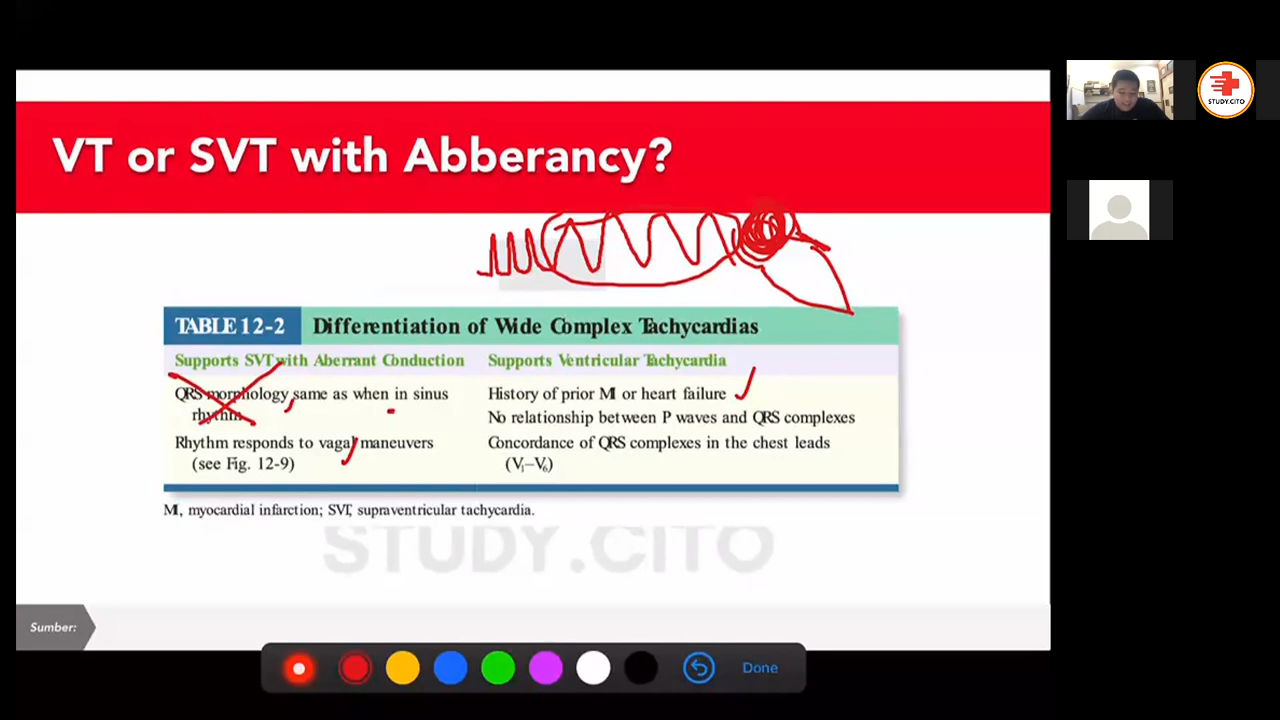 STUDY.CITO
VT or SVT with Abberancy?
TABLE 12-2 Differentiation of Wide Complex Tachycardias
Supports SVT with Aberrant Conduction Supports Ventricular Tachycardia
QRS morphology same as when in sinus rhythm
History of prior MI or heart failure
No relationship between P waves and QRS complexes
Rhythm responds to vagal maneuvers
(see Fig. 12-9)
Concordance of QRS complexes in the chest leads
(V1–V6)
MI, myocardial infarction; SVT, supraventricular tachycardia.
STUDY.CITO
Sumber:
Done